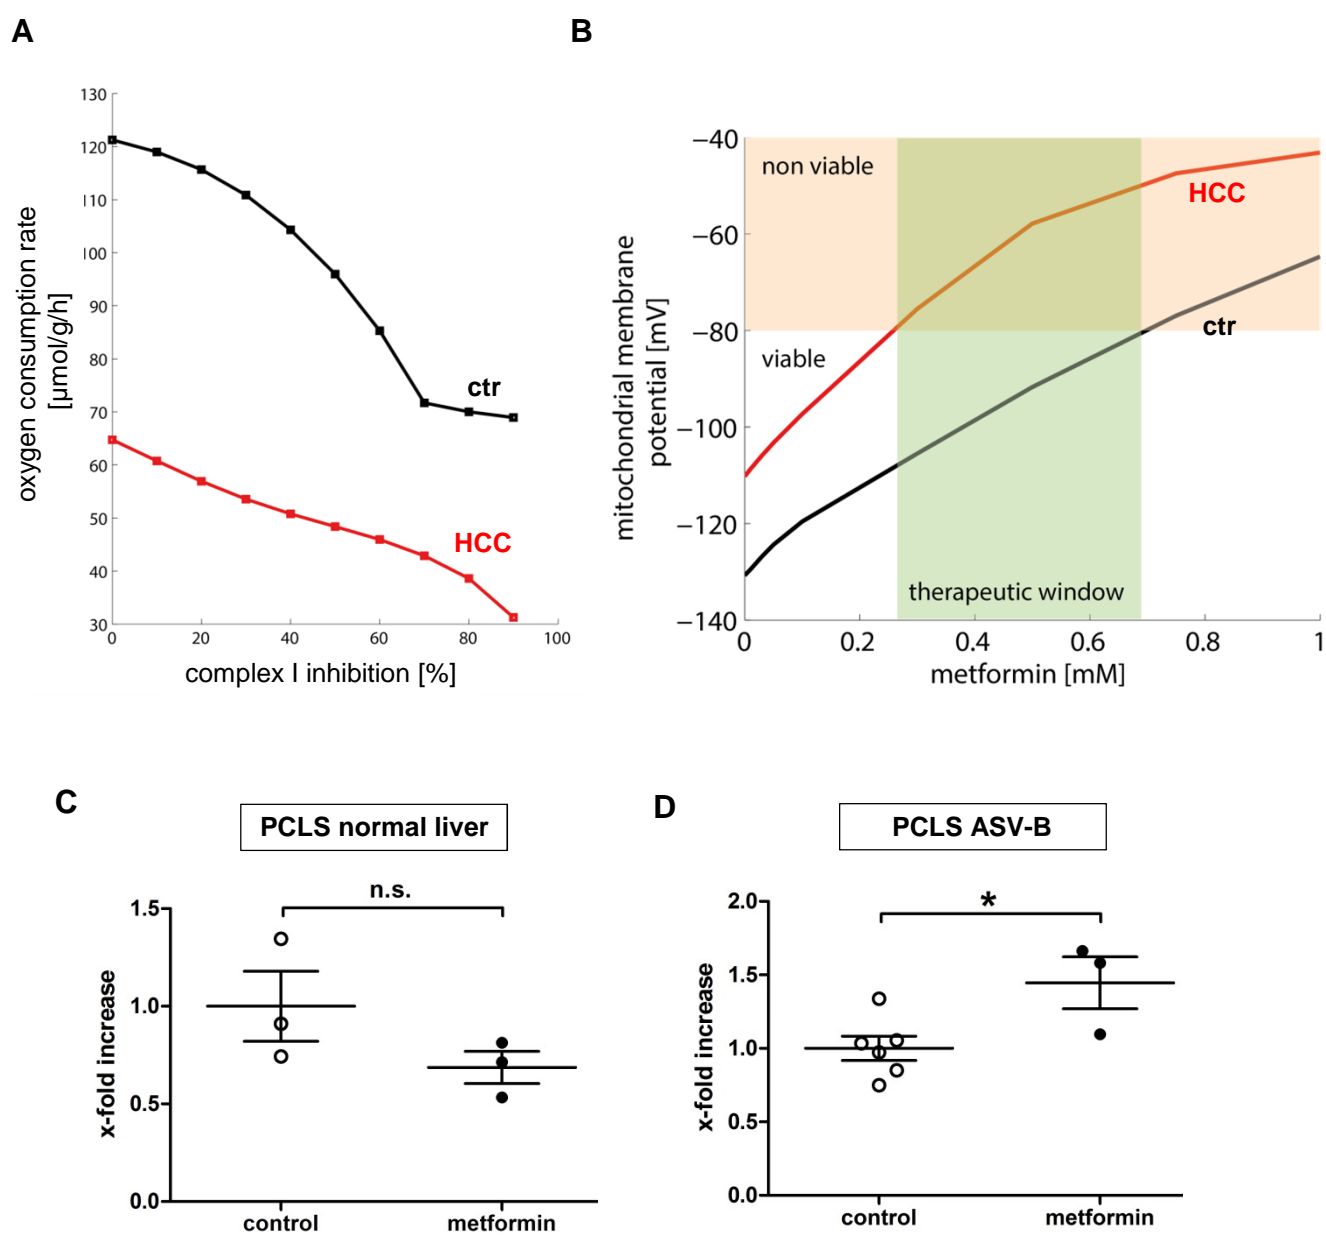 A
B
130
120
110
100
90
80
70
60
50
40
30
0
20
40
60
80
100
oxygen consumption rate
[µmol/g/h]
ctr
HCC
complex I inhibition [%]
−40
−60
−80
−100
−120
−140
0
0.2
0.4
0.6
0.8
1
mitochondrial membrane
potential [mV]
non viable
HCC
ctr
viable
therapeutic window
metformin [mM]
C
PCLS normal liver
n.s.
1.5
1.0
0.5
0.0
x-fold increase
control
metformin
D
PCLS ASV-B
*
2.0
1.5
1.0
0.5
0.0
x-fold increase
control
metformin